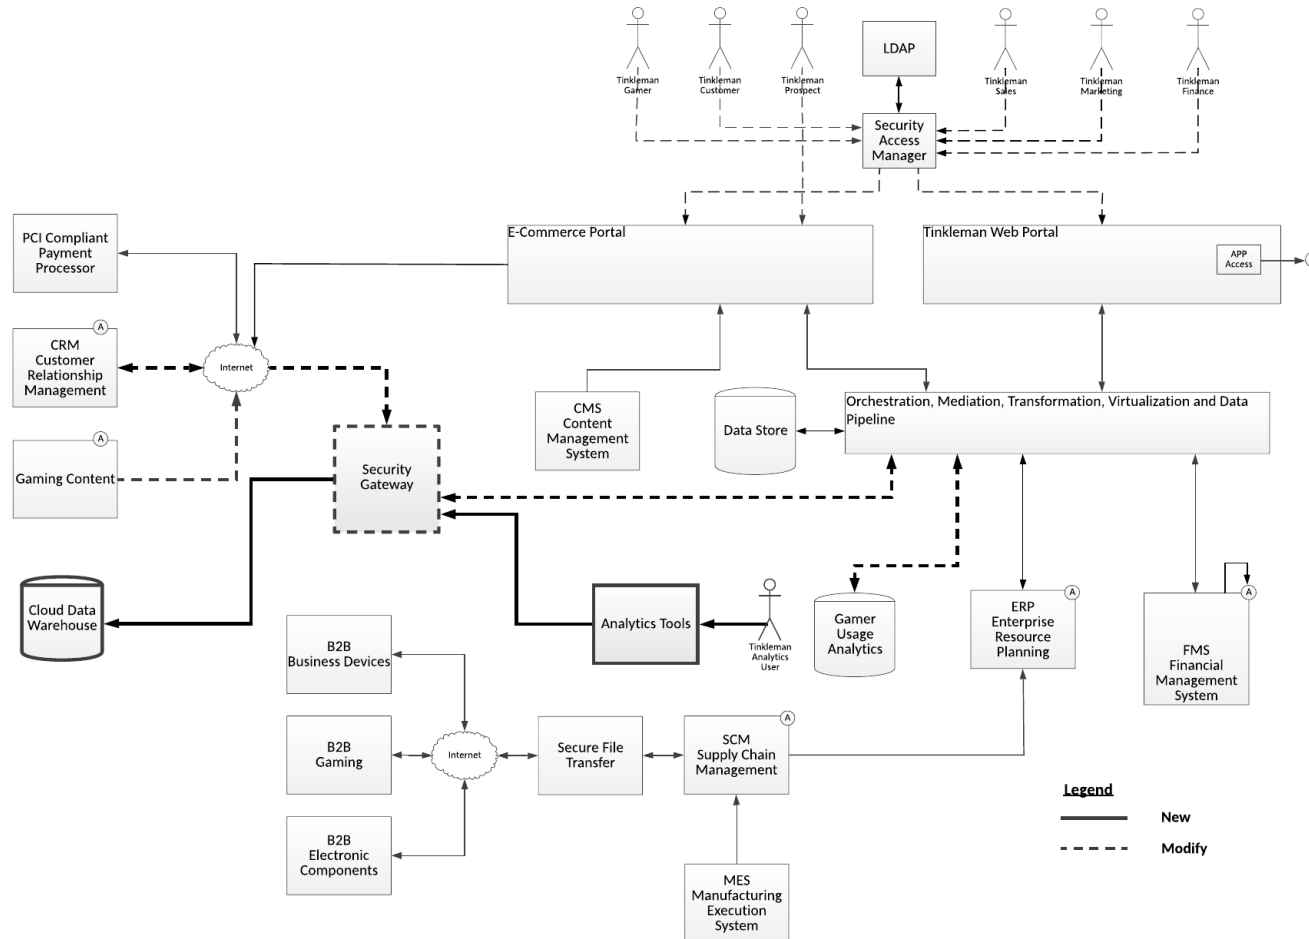 Tinkleman
Gamer
Tinkleman
Customer
Tinkleman
Prospect
LDAP
Tinkleman
Sales
Tinkleman
Marketing
Tinkleman
Finance
Security
Access
Manager
E-Commerce Portal
Tinkleman Web Portal
APP
Access
PCI Compliant
Payment
Processor
A
CRM
Customer
Relationship
Management
Internet
A
Gaming Content
CMS
Content
Management
System
Data Store
Orchestration, Mediation, Transformation, Virtualization and Data
Pipeline
Security
Gateway
Cloud Data
Warehouse
Analytics Tools
Tinkleman
Analytics
User
Gamer
Usage
Analytics
A
ERP
Enterprise
Resource
Planning
A
FMS
Financial
Management
System
B2B
Business Devices
B2B
Gaming
B2B
Electronic
Components
Internet
Secure File
Transfer
A
SCM
Supply Chain
Management
MES
Manufacturing
Execution
System
Legend
New
Modify